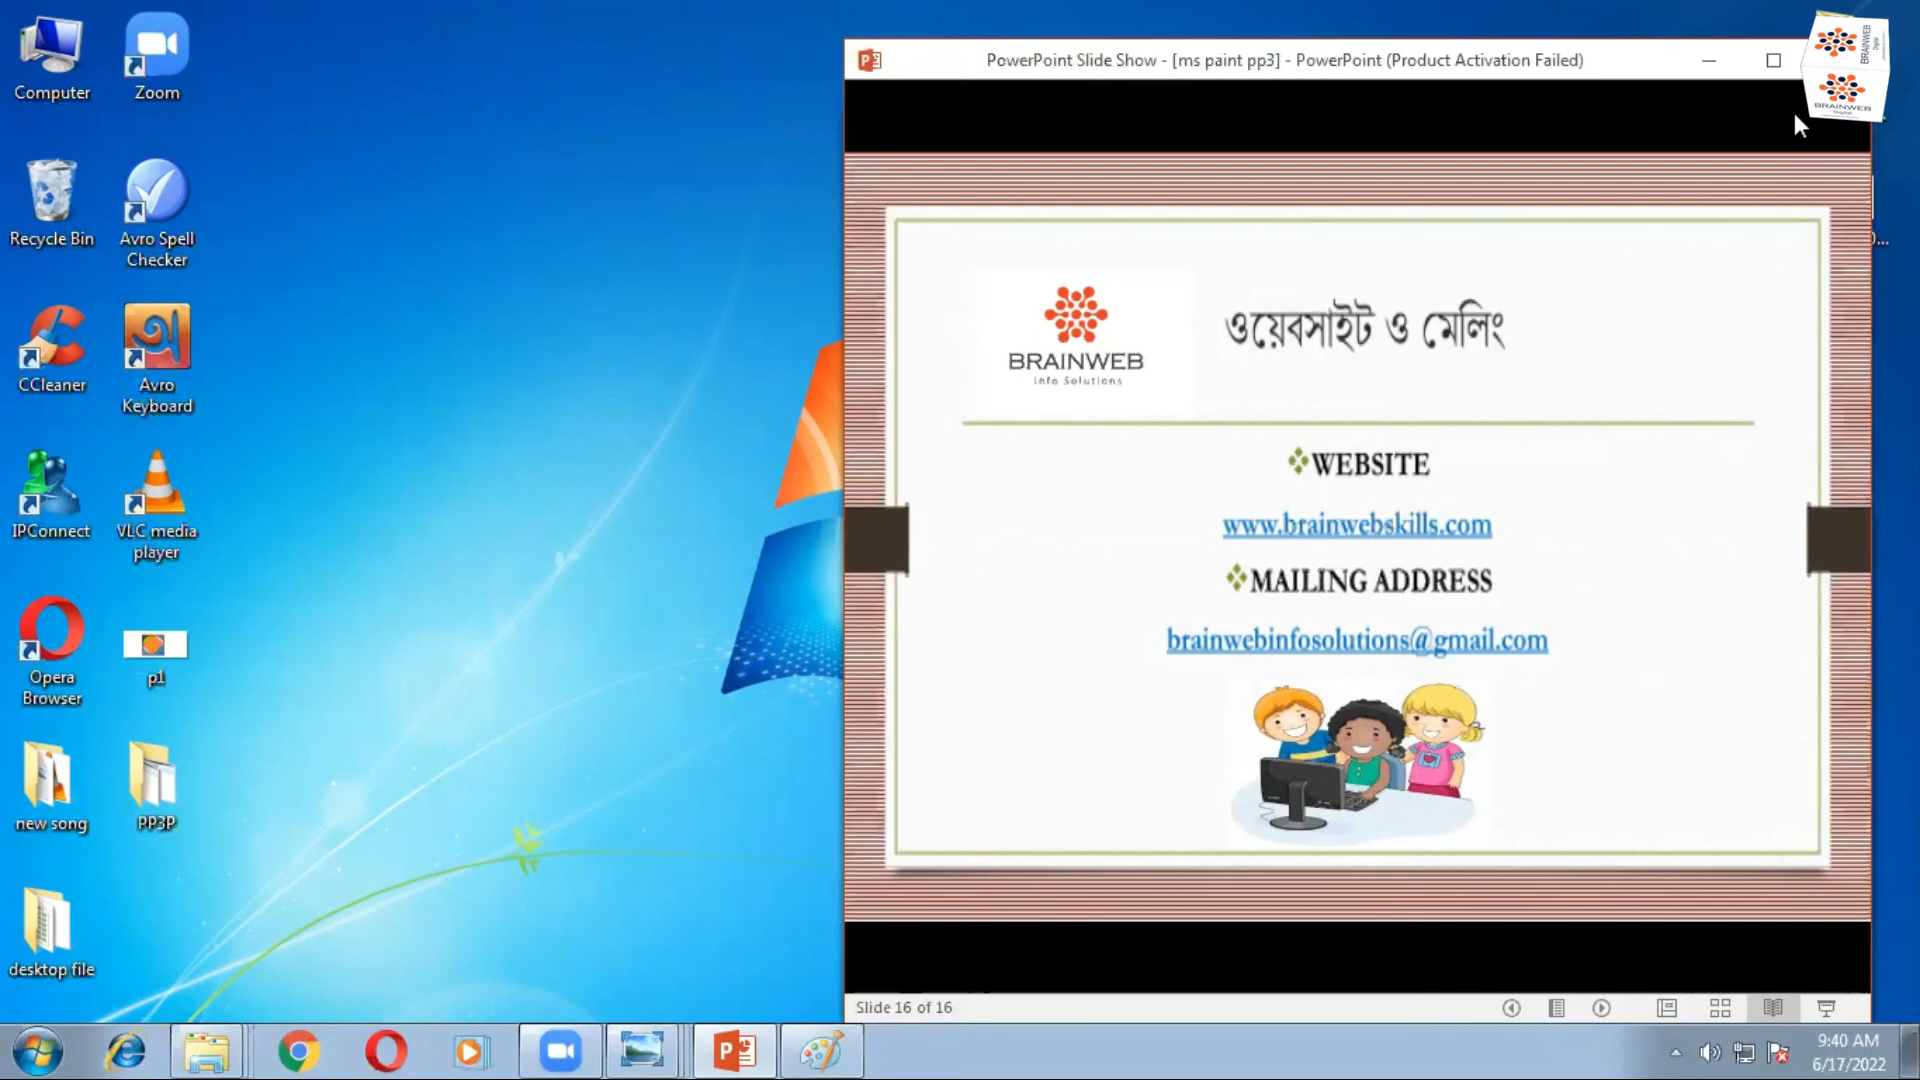 Computer
Zoom
Recycle Bin
Avro Spell
Checker
CCleaner
Avro
Keyboard
IPConnect
VLC media
player
Opera
Browser
p1
new song
PP3P
desktop file
PowerPoint Slide Show - [ms paint pp3] - PowerPoint (Product Activation Failed)
BRAINWEB
BRAINWEB
Digital
BRAINWEB
Info Solutions
ওয়েবসাইট ও মেলিং
WEBSITE
www.brainwebskills.com
MAILING ADDRESS
brainwebinfosolutions@gmail.com
Slide 16 of 16
9:40 AM
6/17/2022